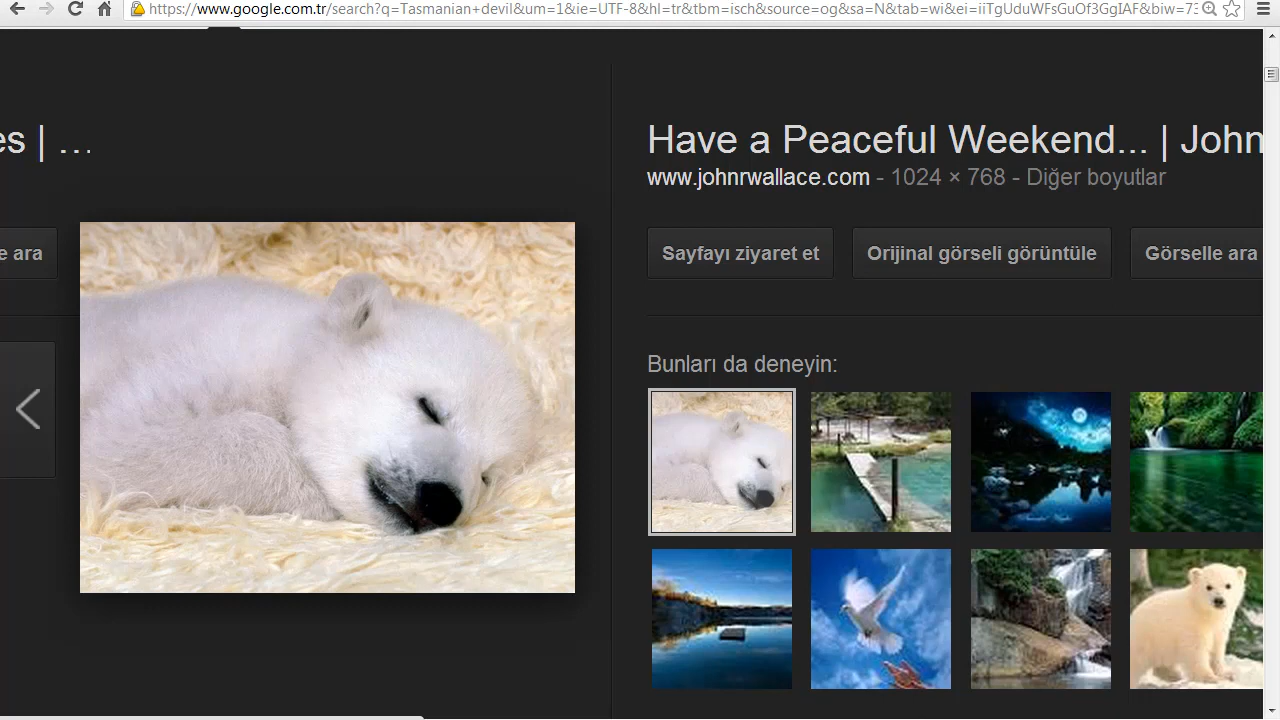 https://www.google.com.tr/search?q=Tasmanian+devil&um=1&ie=UTF-8&hl=tr&tbm=isch&source=og&sa=N&tab=wi&ei=iiTgUduWFsGuOf3GgIAF&biw=73
es | ...
Have a Peaceful Weekend... | John
www.johnrwallace.com - 1024 × 768 - Diğer boyutlar
e ara
Sayfayı ziyaret et
Orijinal görseli görüntüle
Görselle ara
Bunları da deneyin: